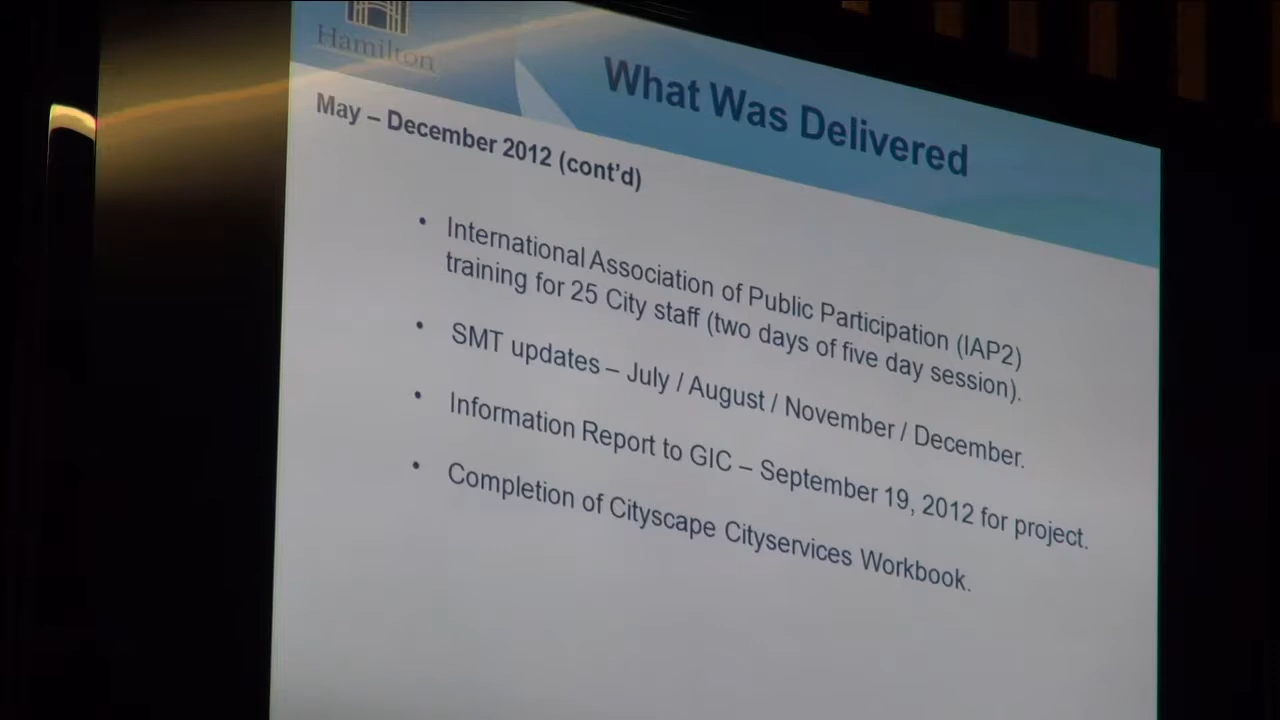 Hamilton
What Was Delivered
May – December 2012 (cont'd)
• International Association of Public Participation (IAP2)
training for 25 City staff (two days of five day session).
• SMT updates – July / August / November / December.
• Information Report to GIC – September 19, 2012 for project.
• Completion of Cityscape Cityservices Workbook.